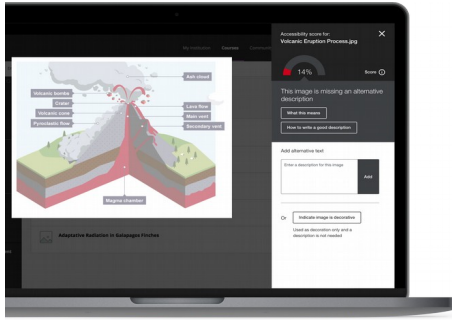 My Institution Courses Community
Ash cloud
Volcanic bombs
Crater
Volcanic cone
Pyroclastic flow
Lava flow
Main vent
Secondary vent
Magna chamber
Adaptative Radiation in Galapagos Finches
Accessibility score for:
Volcanic Eruption Process.jpg
14%
Score
This image is missing an alternative
description
What this means
How to write a good description
Add alternative text
Enter a description for this image
Add
Or
Indicate image is decorative
Used as decoration only and a
description is not needed